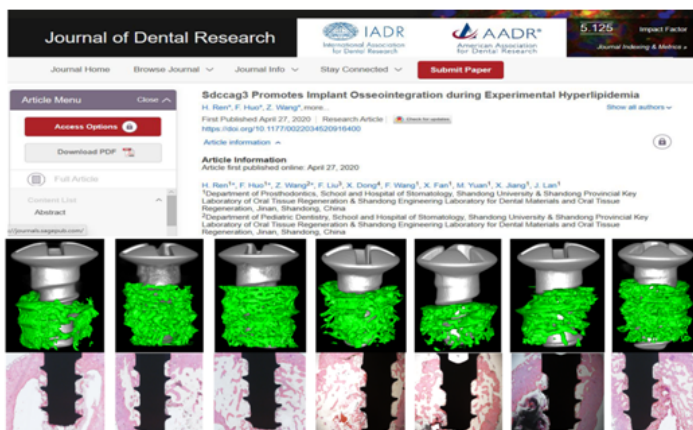 Journal of Dental Research
IADR
International Association
for Dental Research
AADR®
American Association
for Dental Research
5.125 Impact Factor
Journal Indexing & Metrics »
Journal Home Browse Journal Journal Info Stay Connected Submit Paper
Article Menu Close
Access Options
Download PDF
Full Article
Content List
Abstract
journals.sagepub.com/
Sdccag3 Promotes Implant Osseointegration during Experimental Hyperlipidemia
H. Ren*, F. Huo*, Z. Wang*, more...
Show all authors
First Published April 27, 2020 Research Article Check for updates
https://doi.org/10.1177/0022034520916400
Article information
Article Information
Article first published online: April 27, 2020
H. Ren1*, F. Huo1*, Z. Wang2*, F. Liu3, X. Dong4, F. Wang1, X. Fan1, M. Yuan1, X. Jiang1, J. Lan1
1Department of Prosthodontics, School and Hospital of Stomatology, Shandong University & Shandong Provincial Key
Laboratory of Oral Tissue Regeneration & Shandong Engineering Laboratory for Dental Materials and Oral Tissue
Regeneration, Jinan, Shandong, China
2Department of Pediatric Dentistry, School and Hospital of Stomatology, Shandong University & Shandong Provincial Key
Laboratory of Oral Tissue Regeneration & Shandong Engineering Laboratory for Dental Materials and Oral Tissue
Regeneration, Jinan, Shandong, China